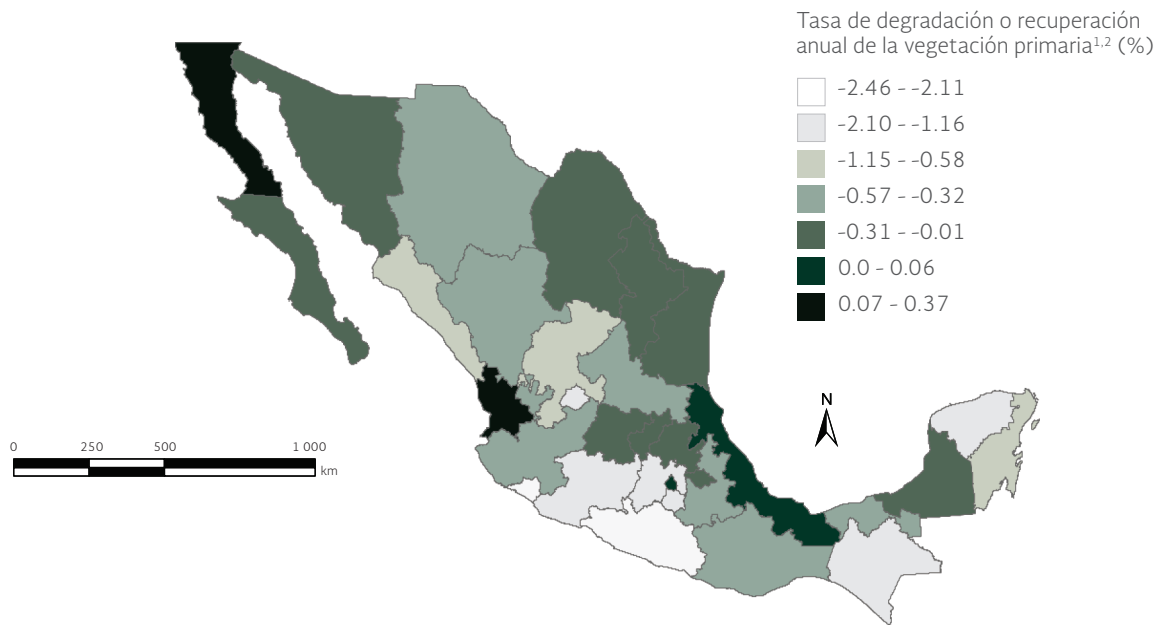 Tasa de degradación o recuperación
anual de la vegetación primaria¹,² (%)
-2.46 - -2.11
-2.10 - -1.16
-1.15 - -0.58
-0.57 - -0.32
-0.31 - -0.01
0.0 - 0.06
0.07 - 0.37
N
0 250 500 1 000
km